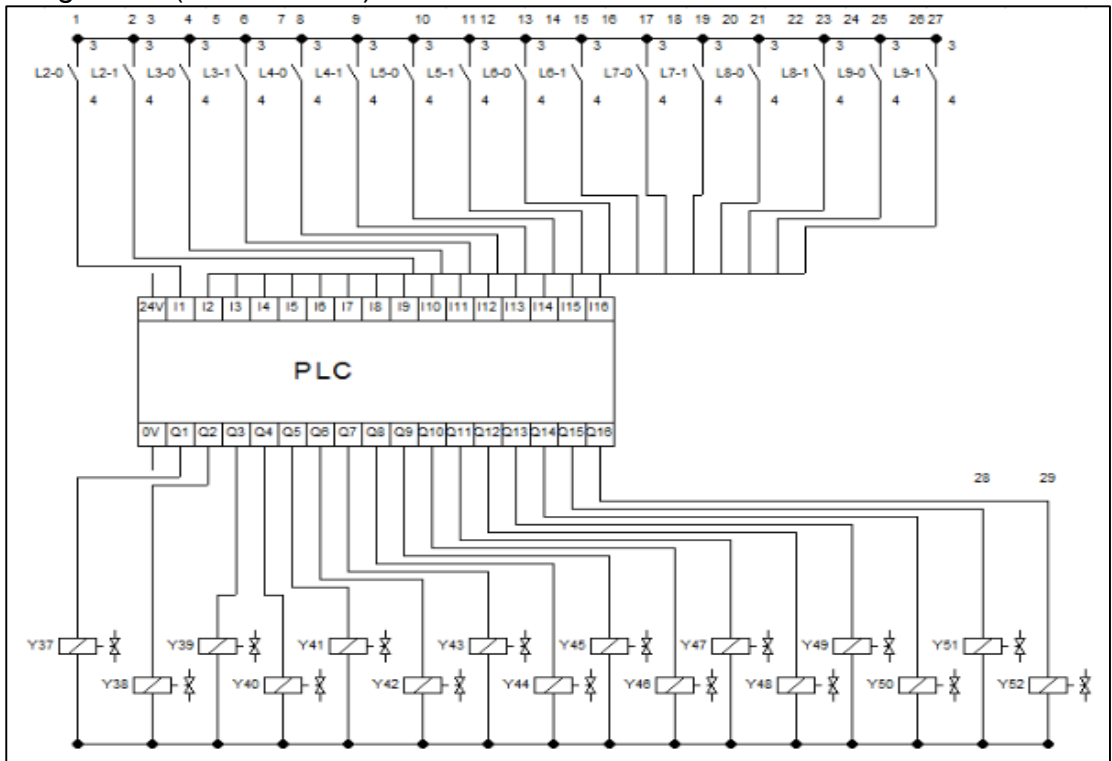 1 2 3 4 5 6 7 8 9 10 11 12 13 14 15 16 17 18 19 20 21 22 23 24 25 26 27
3 3 3 3 3 3 3 3 3 3 3 3 3 3 3 3
L2-0 L2-1 L3-0 L3-1 L4-0 L4-1 L5-0 L5-1 L6-0 L6-1 L7-0 L7-1 L8-0 L8-1 L9-0 L9-1
4 4 4 4 4 4 4 4 4 4 4 4 4 4 4 4
24V I1 I2 I3 I4 I5 I6 I7 I8 I9 I10 I11 I12 I13 I14 I15 I16
PLC
0V Q1 Q2 Q3 Q4 Q5 Q6 Q7 Q8 Q9 Q10 Q11 Q12 Q13 Q14 Q15 Q16
28 29
Y37 Y39 Y41 Y43 Y45 Y47 Y49 Y51
Y38 Y40 Y42 Y44 Y46 Y48 Y50 Y52